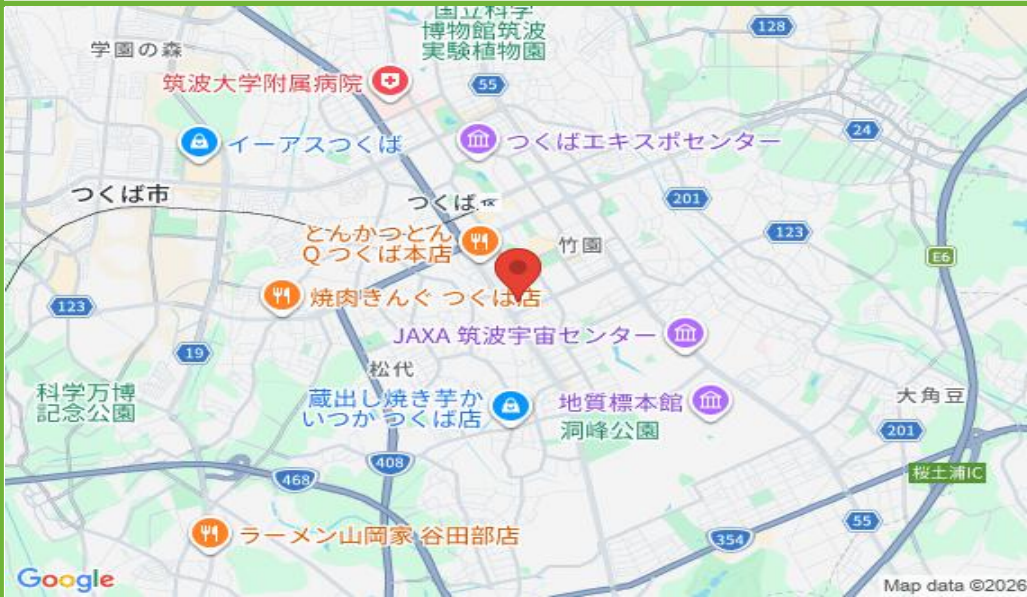 国立科学
博物館筑波
実験植物園
128
学園の森
筑波大学附属病院
55
24
イーアスつくば
つくばエキスポセンター
つくば市
つくば
201
とんかつとん
Q つくば本店
竹園
123
E6
焼肉きんぐ つくば店
123
JAXA 筑波宇宙センター
19
松代
科学万博
記念公園
蔵出し焼き芋か
いつか つくば店
地質標本館
大角豆
洞峰公園
201
408
468
桜土浦IC
ラーメン山岡家 谷田部店
354
55
Google
Map data ©2026